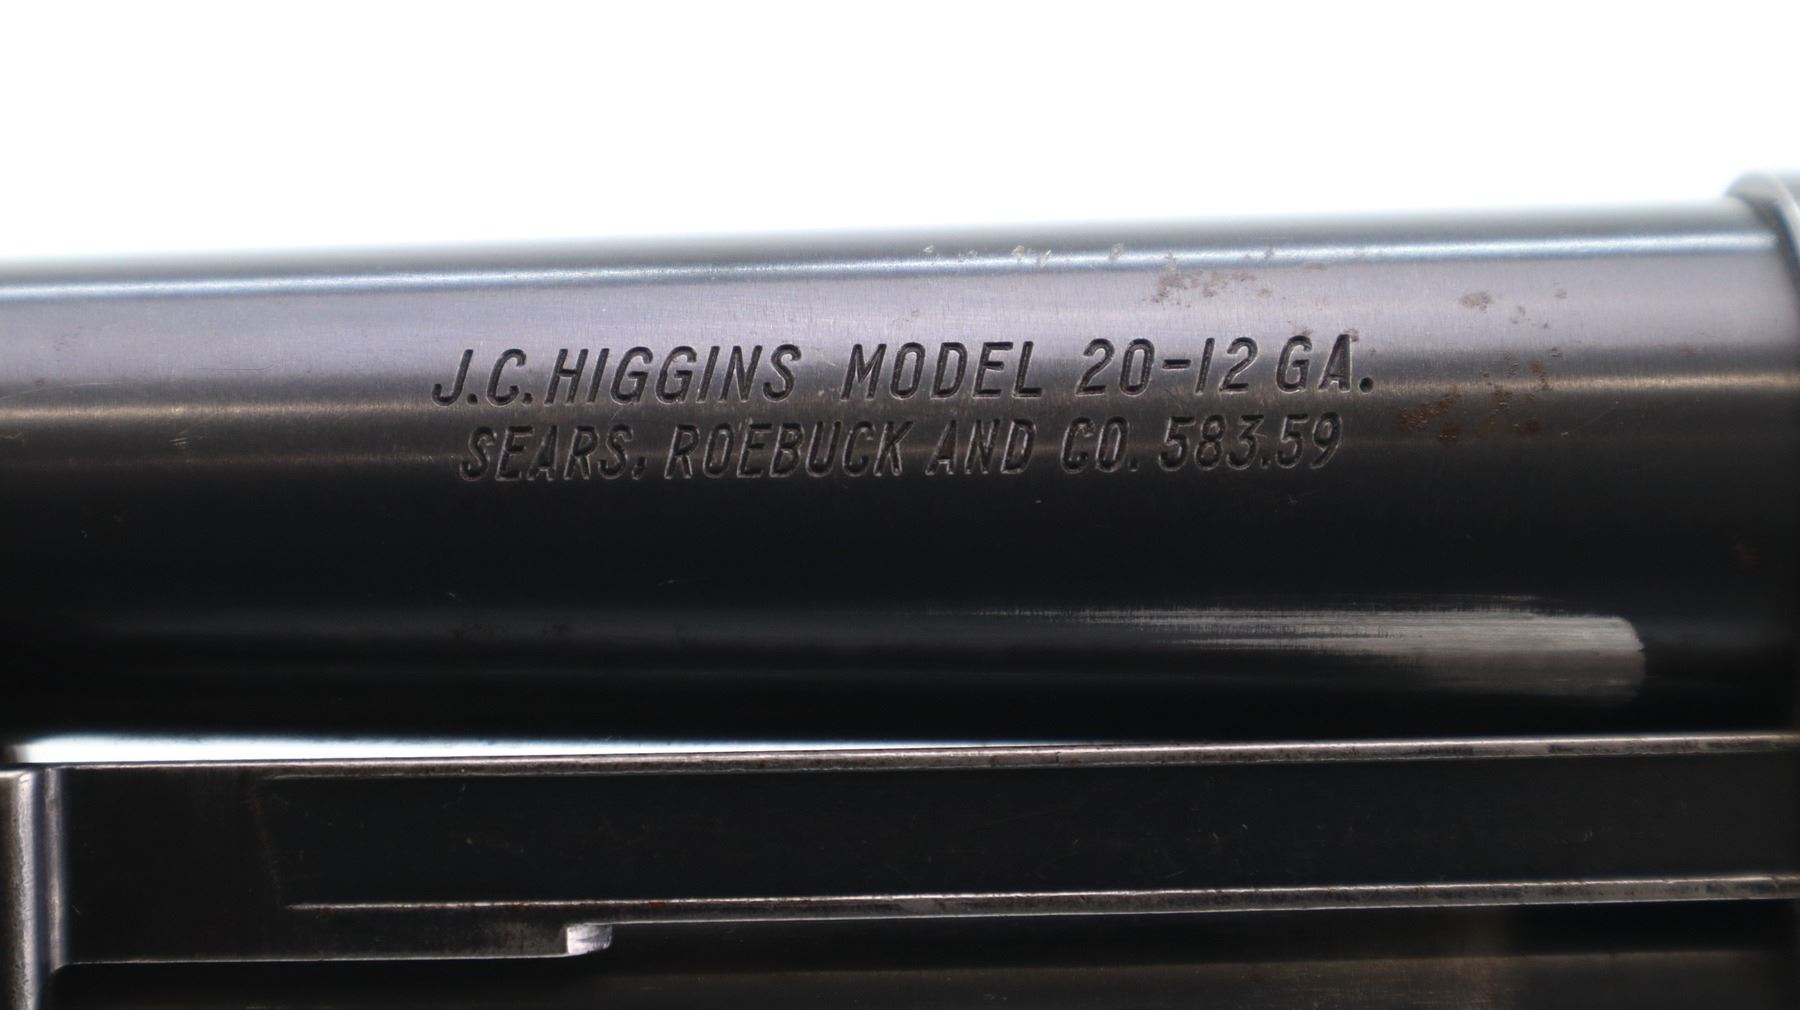 J.C. HIGGINS MODEL 20-12 GA.
SEARS, ROEBUCK AND CO. 583.59